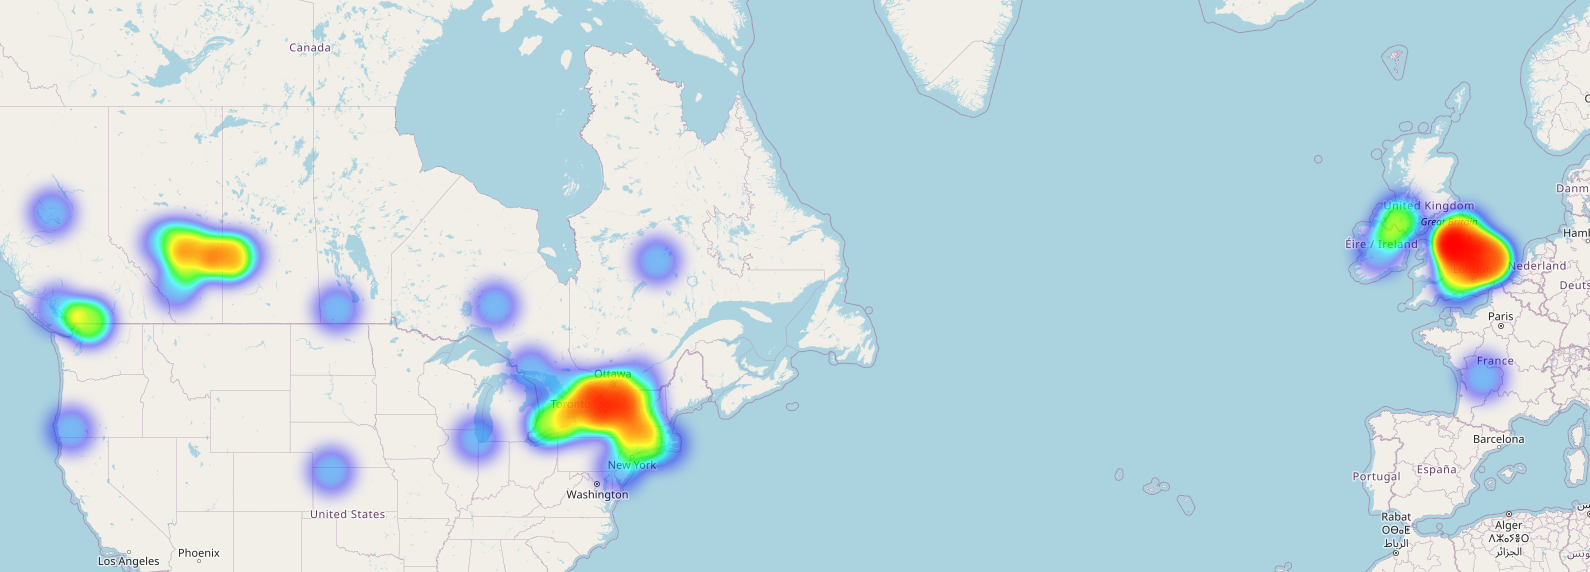 Canada
United Kingdom
Great Britain
Éire / Ireland
Nederland
Danm
Hamb
Deuts
Paris
France
Ottawa
Toronto
New York
Washington
United States
Los Angeles
Phoenix
Barcelona
España
Portugal
Rabat
ⵔⴱⴰⵟ
الرباط
Alger
الجزائر